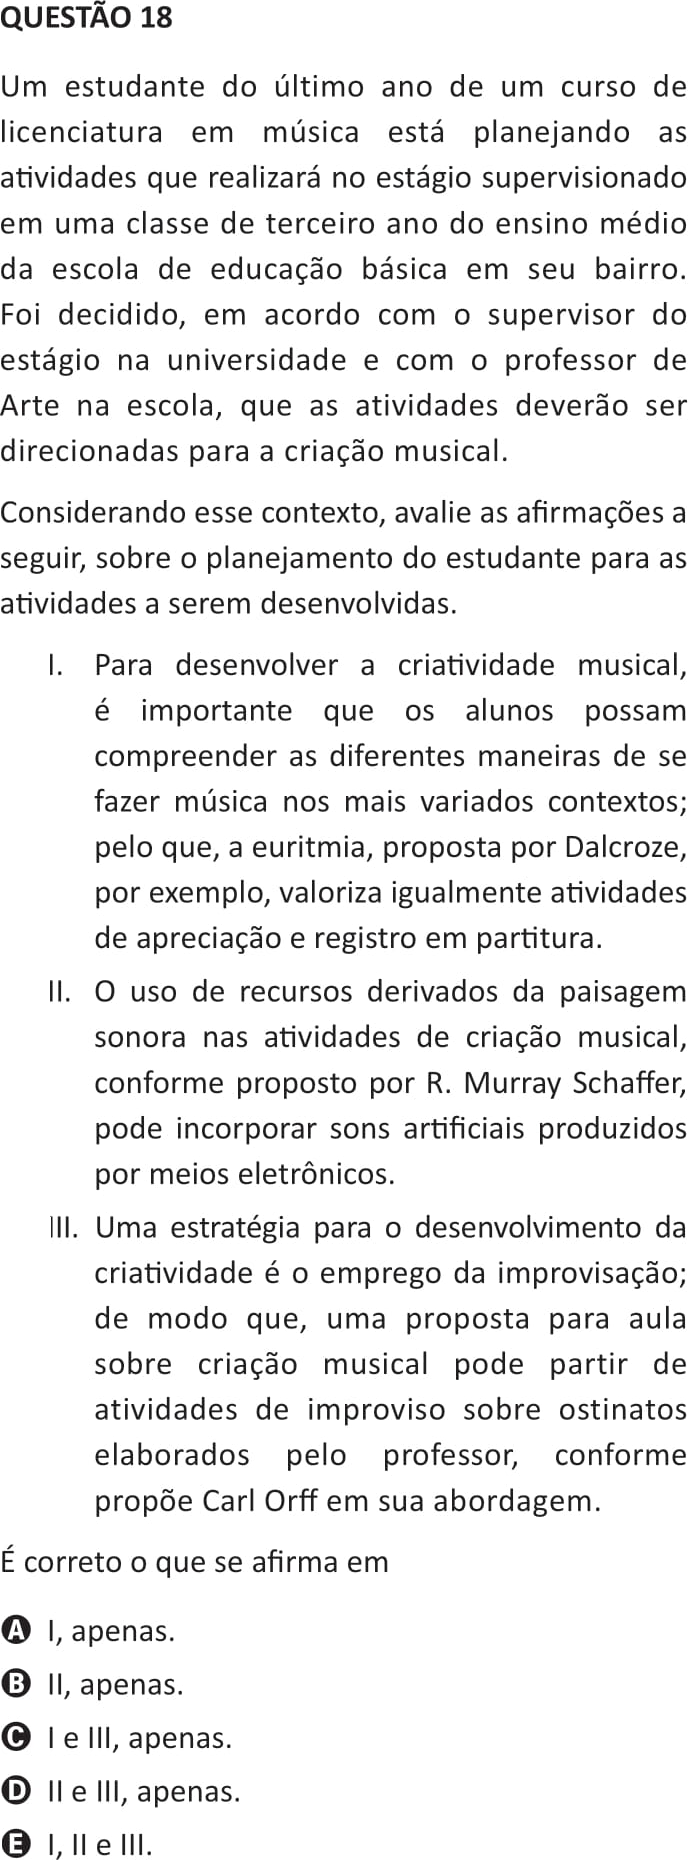 QUESTÃO 18
Um estudante do último ano de um curso de
licenciatura em música está planejando as
atividades que realizará no estágio supervisionado
em uma classe de terceiro ano do ensino médio
da escola de educação básica em seu bairro.
Foi decidido, em acordo com o supervisor do
estágio na universidade e com o professor de
Arte na escola, que as atividades deverão ser
direcionadas para a criação musical.
Considerando esse contexto, avalie as afirmações a
seguir, sobre o planejamento do estudante para as
atividades a serem desenvolvidas.
I. Para desenvolver a criatividade musical,
é importante que os alunos possam
compreender as diferentes maneiras de se
fazer música nos mais variados contextos;
pelo que, a euritmia, proposta por Dalcroze,
por exemplo, valoriza igualmente atividades
de apreciação e registro em partitura.
II. O uso de recursos derivados da paisagem
sonora nas atividades de criação musical,
conforme proposto por R. Murray Schaffer,
pode incorporar sons artificiais produzidos
por meios eletrônicos.
III. Uma estratégia para o desenvolvimento da
criatividade é o emprego da improvisação;
de modo que, uma proposta para aula
sobre criação musical pode partir de
atividades de improviso sobre ostinatos
elaborados pelo professor, conforme
propõe Carl Orff em sua abordagem.
É correto o que se afirma em
A I, apenas.
B II, apenas.
C I e III, apenas.
D II e III, apenas.
E I, II e III.